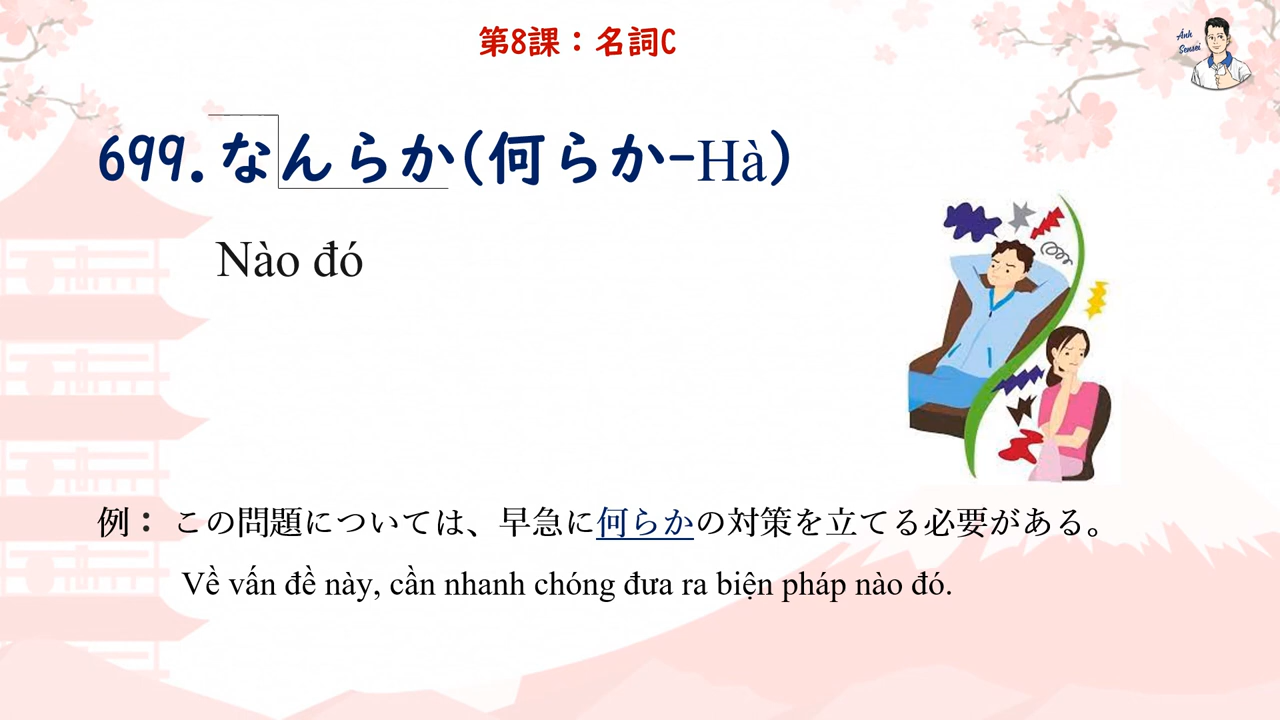 第8課：名詞C
Ánh
Sensei
699.なんらか(何らか-Hà)
Nào đó
例： この問題については、早急に何らかの対策を立てる必要がある。
Về vấn đề này, cần nhanh chóng đưa ra biện pháp nào đó.